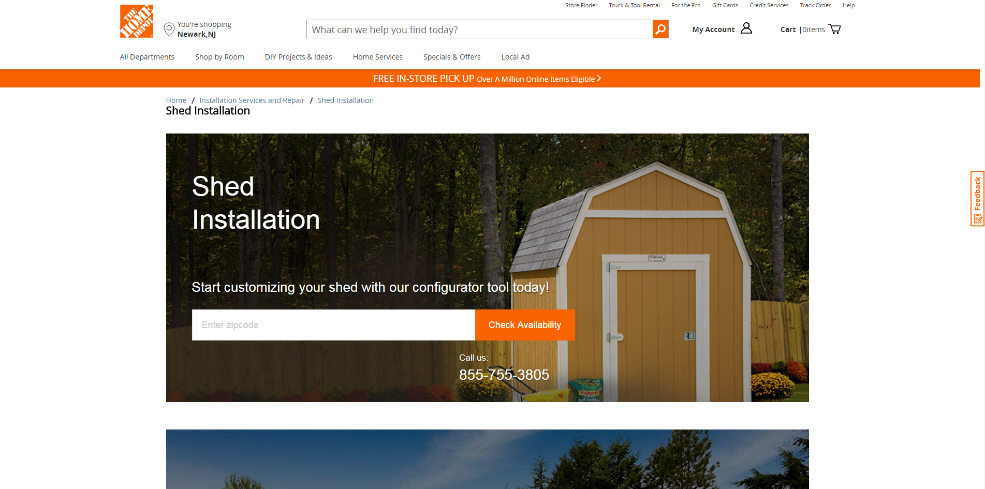 Store Finder Truck & Tool Rental For the Pro Gift Cards Credit Services Track Order Help
THE HOME DEPOT
You're shopping
Newark,NJ
What can we help you find today?
My Account
Cart |0items
All Departments Shop by Room DIY Projects & Ideas Home Services Specials & Offers Local Ad
FREE IN-STORE PICK UP Over A Million Online Items Eligible >
Home / Installation Services and Repair / Shed Installation
Shed Installation
Feedback
Shed
Installation
Start customizing your shed with our configurator tool today!
Enter zipcode
Check Availability
Call us:
855-755-3805